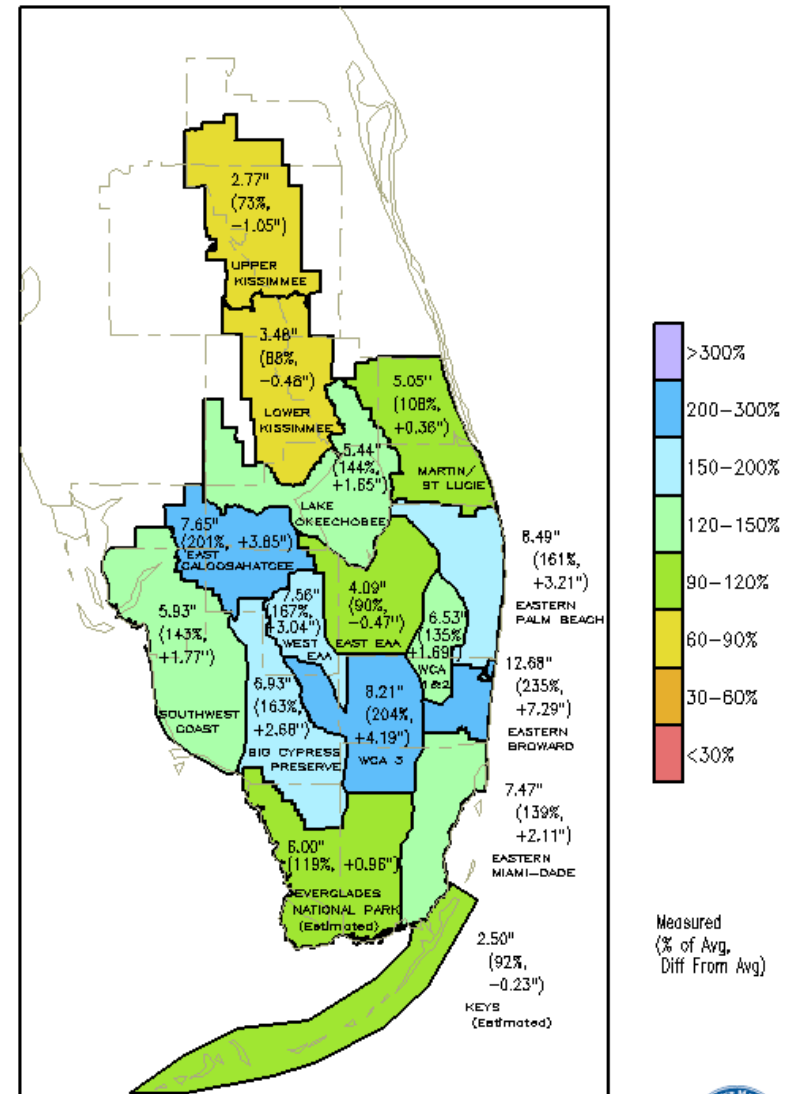 2.77"
(73%,
−1.05")
UPPER
KISSIMMEE
3.48"
(88%,
−0.48")
LOWER
KISSIMMEE
5.05"
(108%,
+0.36")
MARTIN/
ST LUCIE
5.44"
(144%,
+1.65")
LAKE
OKEECHOBEE
7.65"
(201%, +3.85")
EAST
CALOOSAHATCEE
8.49"
(161%,
+3.21")
EASTERN
PALM BEACH
4.09"
(90%,
−0.47")
EAST EAA
7.56"
(167%,
+3.04")
WEST
EAA
6.53"
(135%,
+1.69")
WCA
1&2
5.93"
(143%,
+1.77")
SOUTHWEST
COAST
6.93"
(163%,
+2.68")
BIG CYPRESS
PRESERVE
8.21"
(204%,
+4.19")
WCA 3
12.68"
(235%,
+7.29")
EASTERN
BROWARD
7.47"
(139%,
+2.11")
EASTERN
MIAMI−DADE
6.00"
(119%, +0.96")
EVERGLADES
NATIONAL PARK
(Estimated)
2.50"
(92%,
−0.23")
KEYS
(Estimated)
>300%
200−300%
150−200%
120−150%
90−120%
60−90%
30−60%
<30%
Measured
(% of Avg,
Diff From Avg)